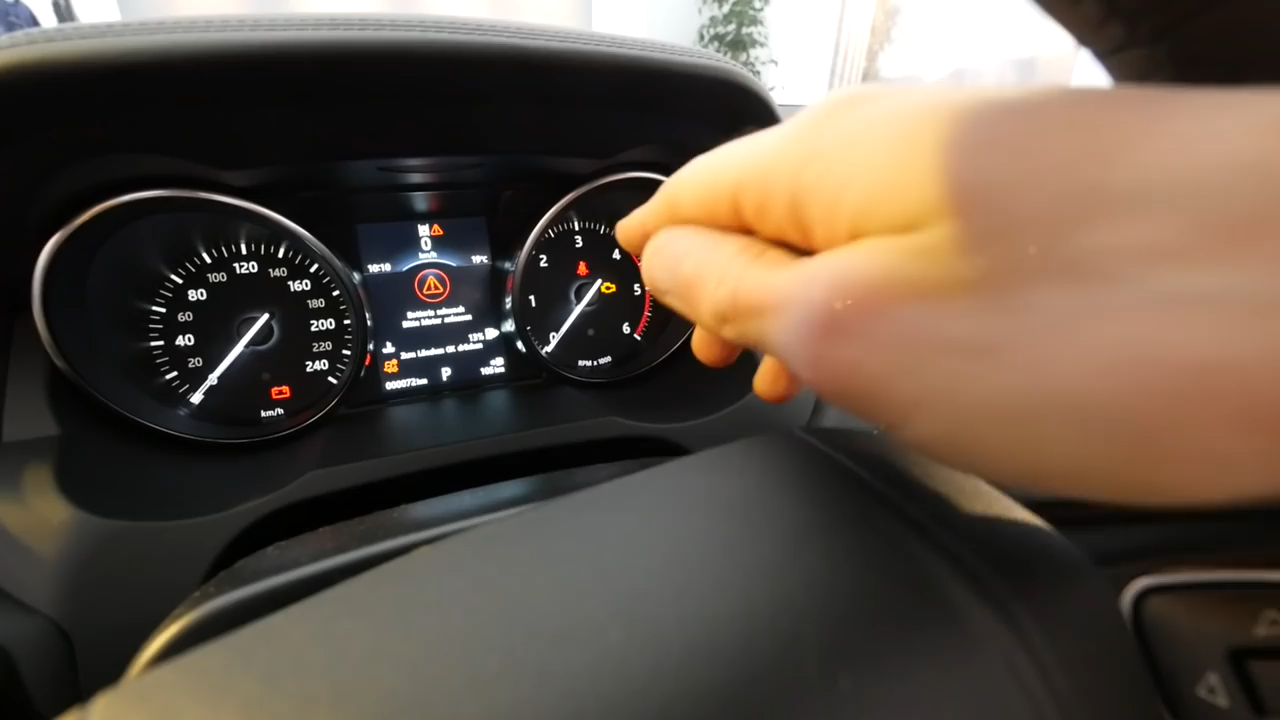 20
40
60
80
100
120
140
160
180
200
220
240
km/h
0
km/h
10:10
19°C
Batterie schwach
Bitte Motor anlassen
13%
Zum Löschen OK drücken
000072km
P
105km
0
1
2
3
4
5
6
RPM x 1000